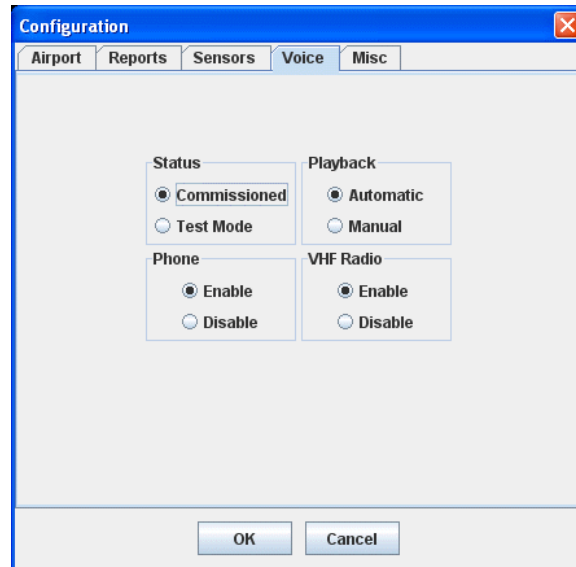 Configuration
Airport Reports Sensors Voice Misc
Status Playback
Commissioned Automatic
Test Mode Manual
Phone VHF Radio
Enable Enable
Disable Disable
OK Cancel